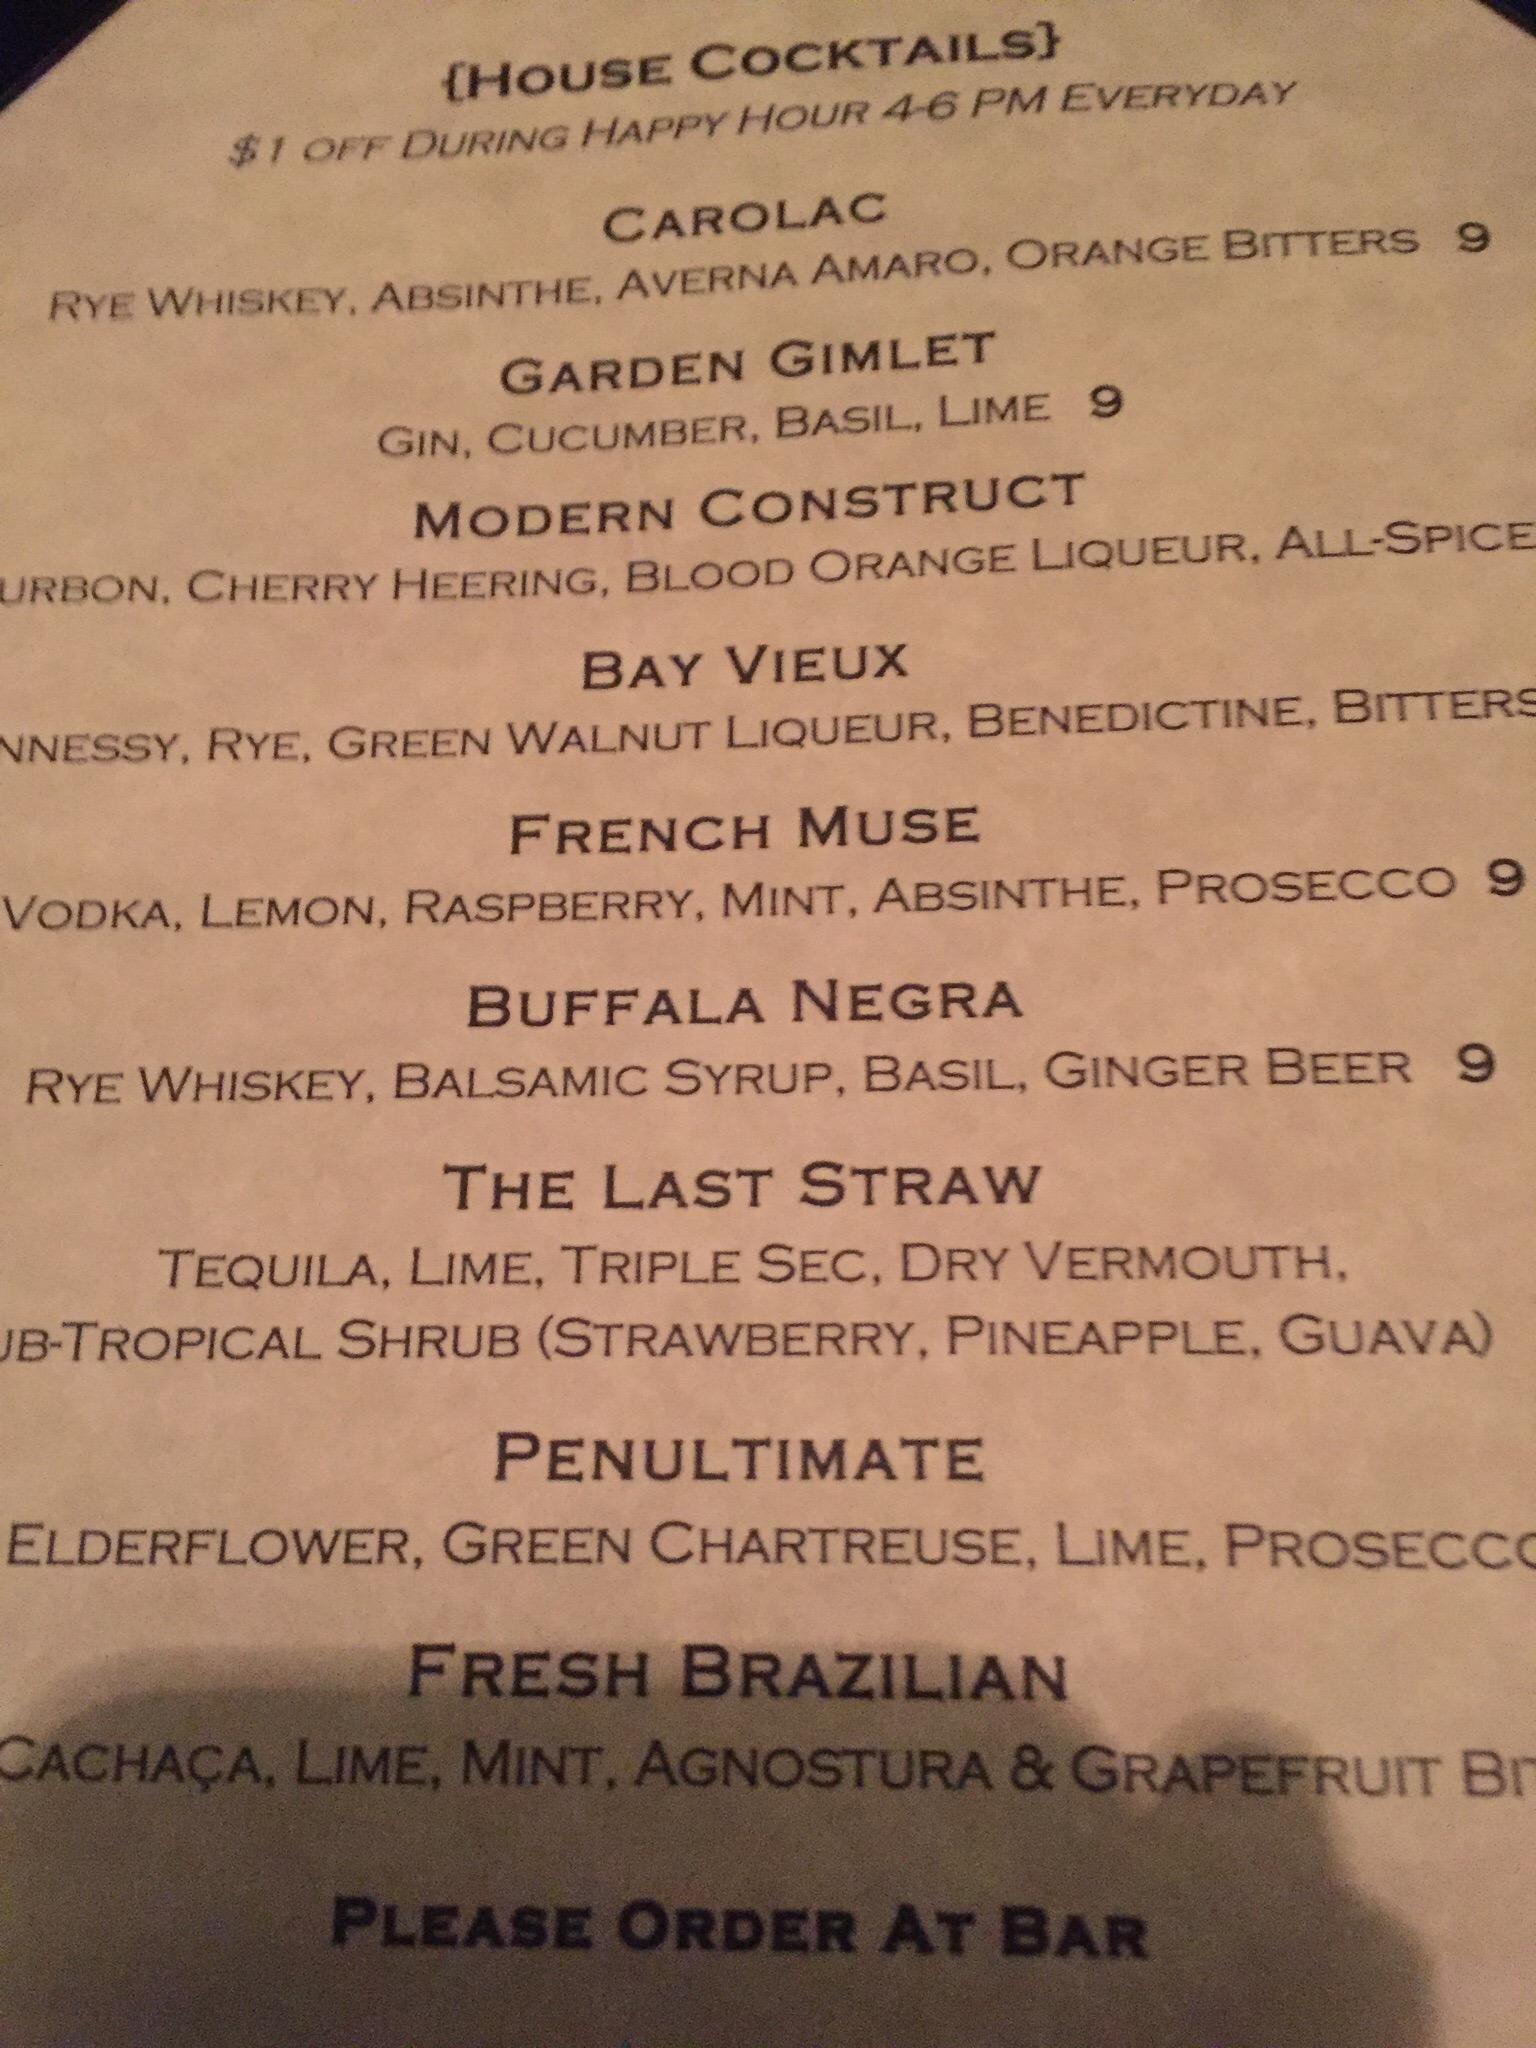 {House Cocktails}
$1 off During Happy Hour 4-6 PM Everyday
Carolac
Rye Whiskey, Absinthe, Averna Amaro, Orange Bitters 9
Garden Gimlet
Gin, Cucumber, Basil, Lime 9
Modern Construct
urbon, Cherry Heering, Blood Orange Liqueur, All-Spice
Bay Vieux
nnessy, Rye, Green Walnut Liqueur, Benedictine, Bitters
French Muse
Vodka, Lemon, Raspberry, Mint, Absinthe, Prosecco 9
Buffala Negra
Rye Whiskey, Balsamic Syrup, Basil, Ginger Beer 9
The Last Straw
Tequila, Lime, Triple Sec, Dry Vermouth,
ub-Tropical Shrub (Strawberry, Pineapple, Guava)
Penultimate
Elderflower, Green Chartreuse, Lime, Prosecco
Fresh Brazilian
Cachaça, Lime, Mint, Agnostura & Grapefruit Bit
Please Order At Bar